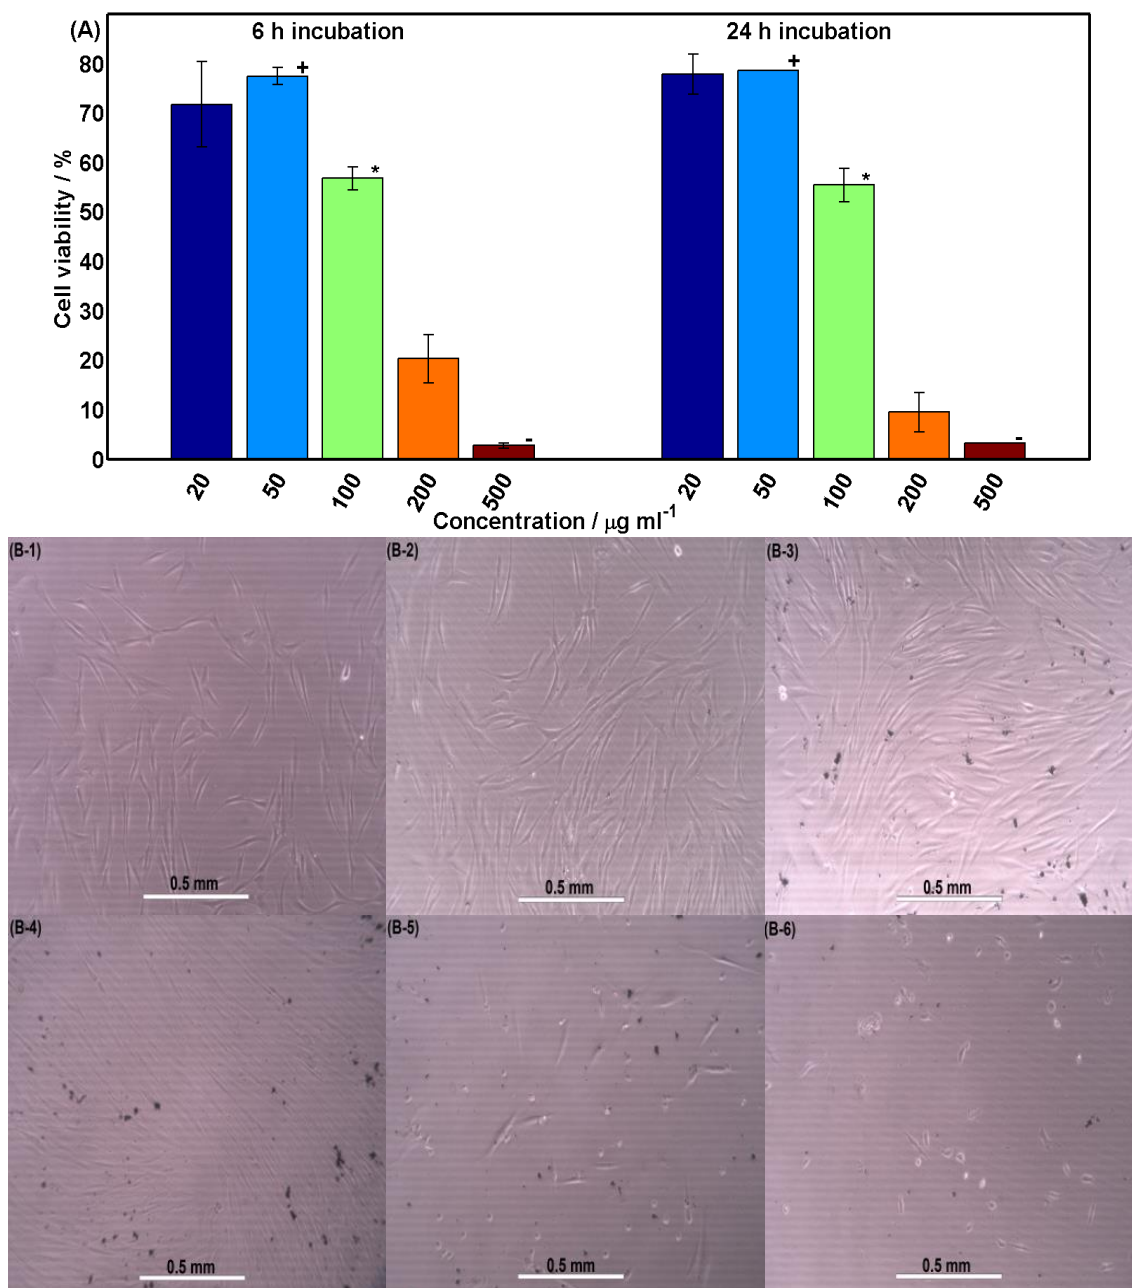 (A)
6 h incubation
24 h incubation
Cell viability / %
80
70
60
50
40
30
20
10
0
+
*
-
+
*
-
20
50
100
200
500
20
50
100
200
500
Concentration / μg ml⁻¹
(B-1)
(B-2)
(B-3)
0.5 mm
0.5 mm
0.5 mm
(B-4)
(B-5)
(B-6)
0.5 mm
0.5 mm
0.5 mm